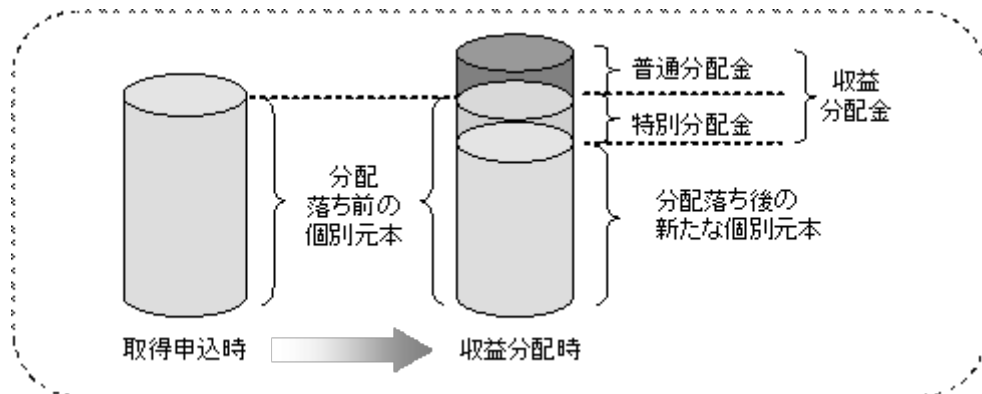 普通分配金
収益
分配金
特別分配金
分配
落ち前の
個別元本
分配落ち後の
新たな個別元本
取得申込時
収益分配時